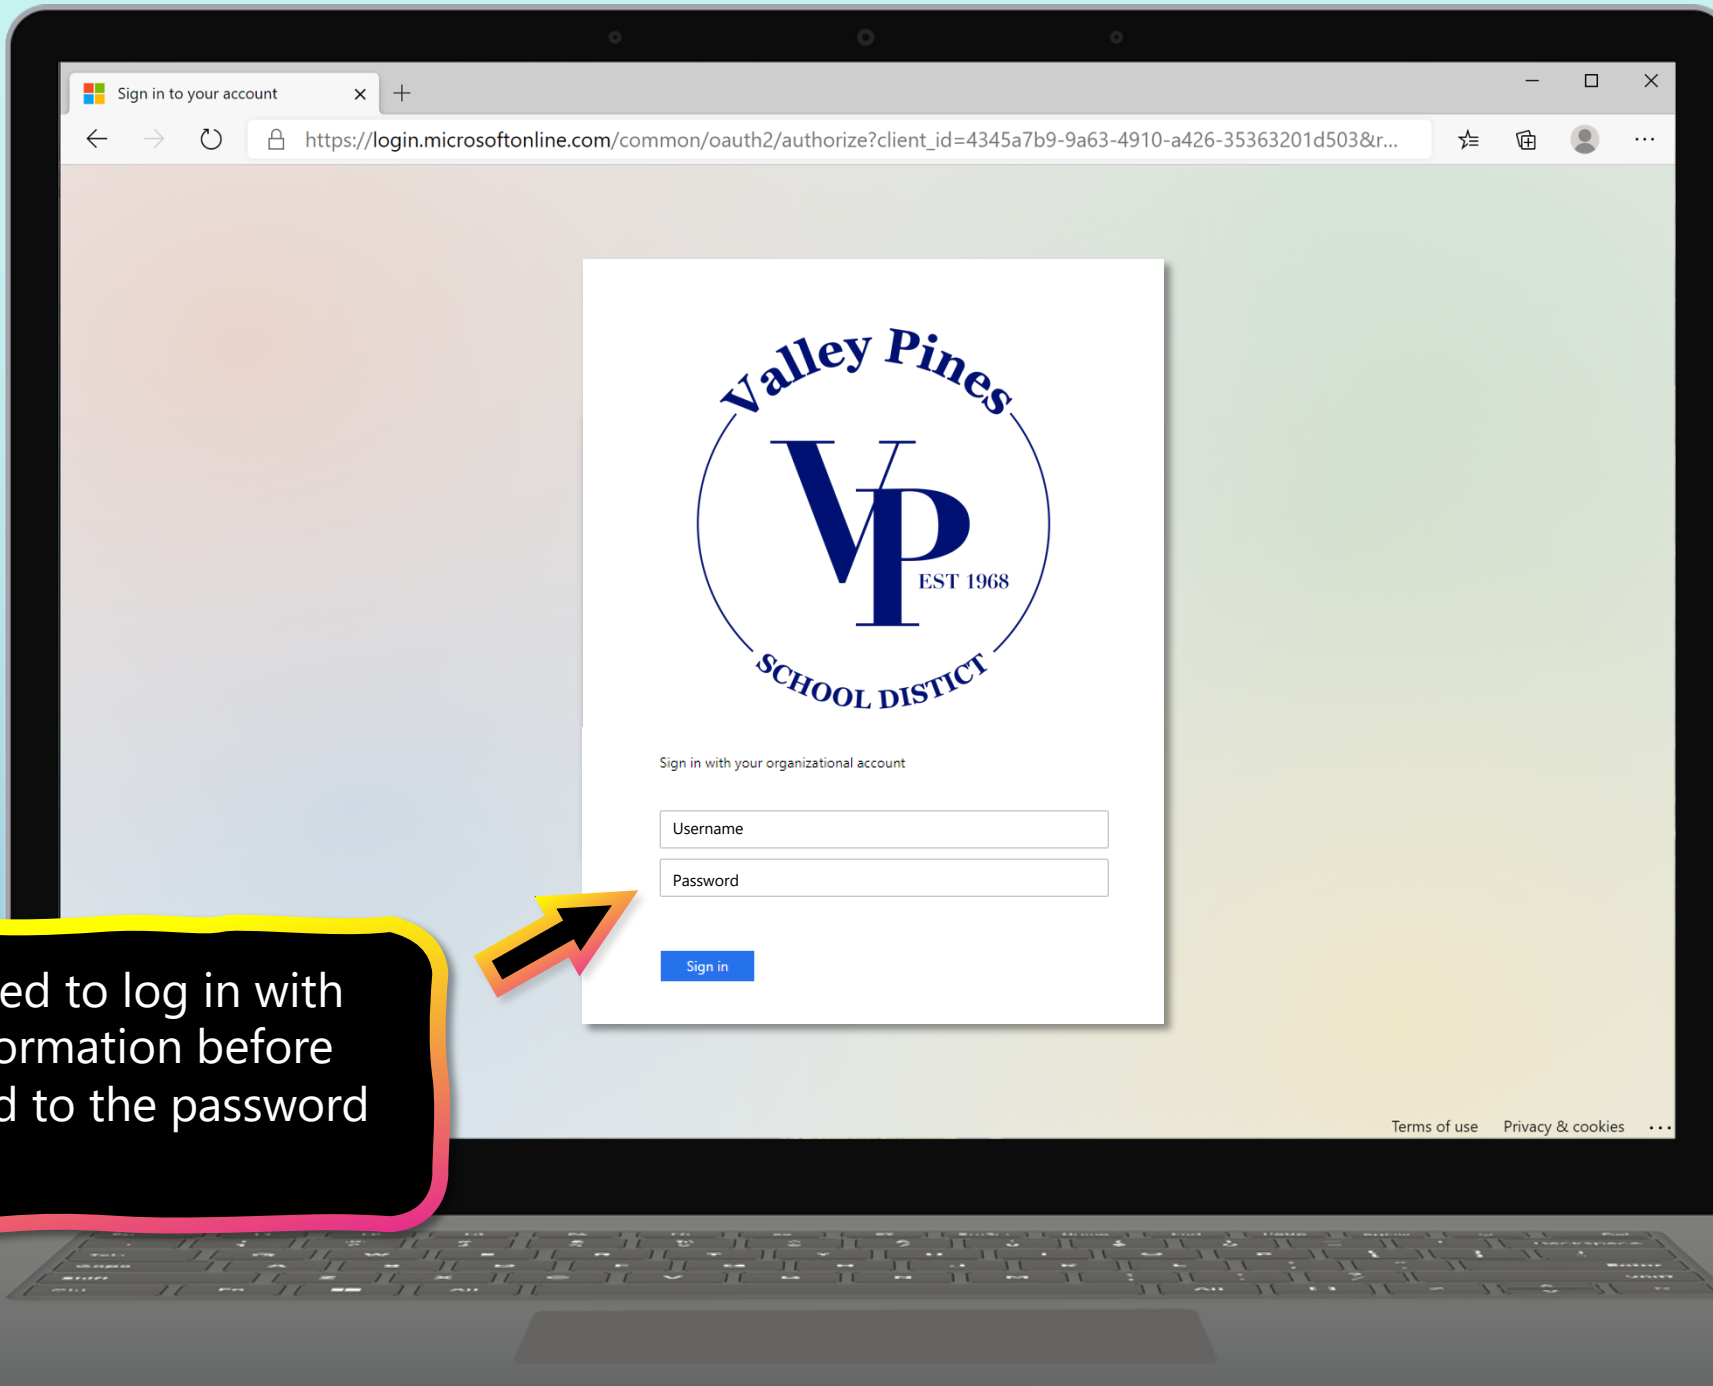 Sign in to your account
https://login.microsoftonline.com/common/oauth2/authorize?client_id=4345a7b9-9a63-4910-a426-35363201d503&r...
Valley Pines
VP
EST 1968
SCHOOL DISTICT
Sign in with your organizational account
Username
Password
Sign in
ed to log in with
ormation before
d to the password
Terms of use Privacy & cookies ...